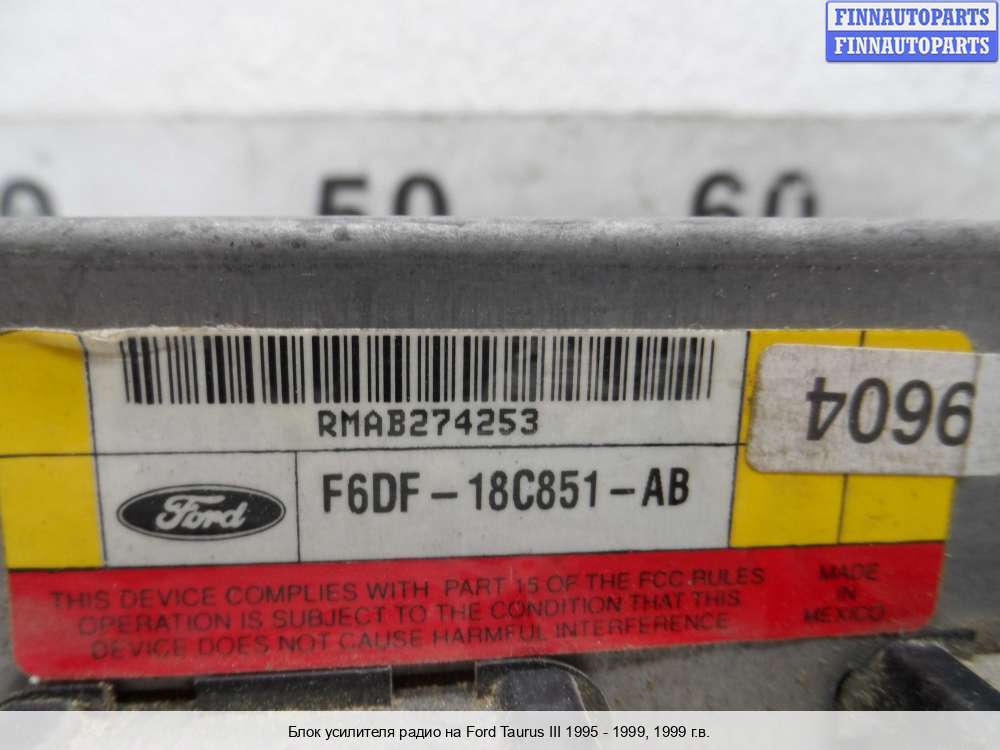 FINNAUTOPARTS
FINNAUTOPARTS
50 60
RMAB274253
9604
Ford
F6DF-18C851-AB
THIS DEVICE COMPLIES WITH PART 15 OF THE FCC RULES
OPERATION IS SUBJECT TO THE CONDITION THAT THIS
DEVICE DOES NOT CAUSE HARMFUL INTERFERENCE
MADE
IN
MEXICO
Блок усилителя радио на Ford Taurus III 1995 - 1999, 1999 г.в.